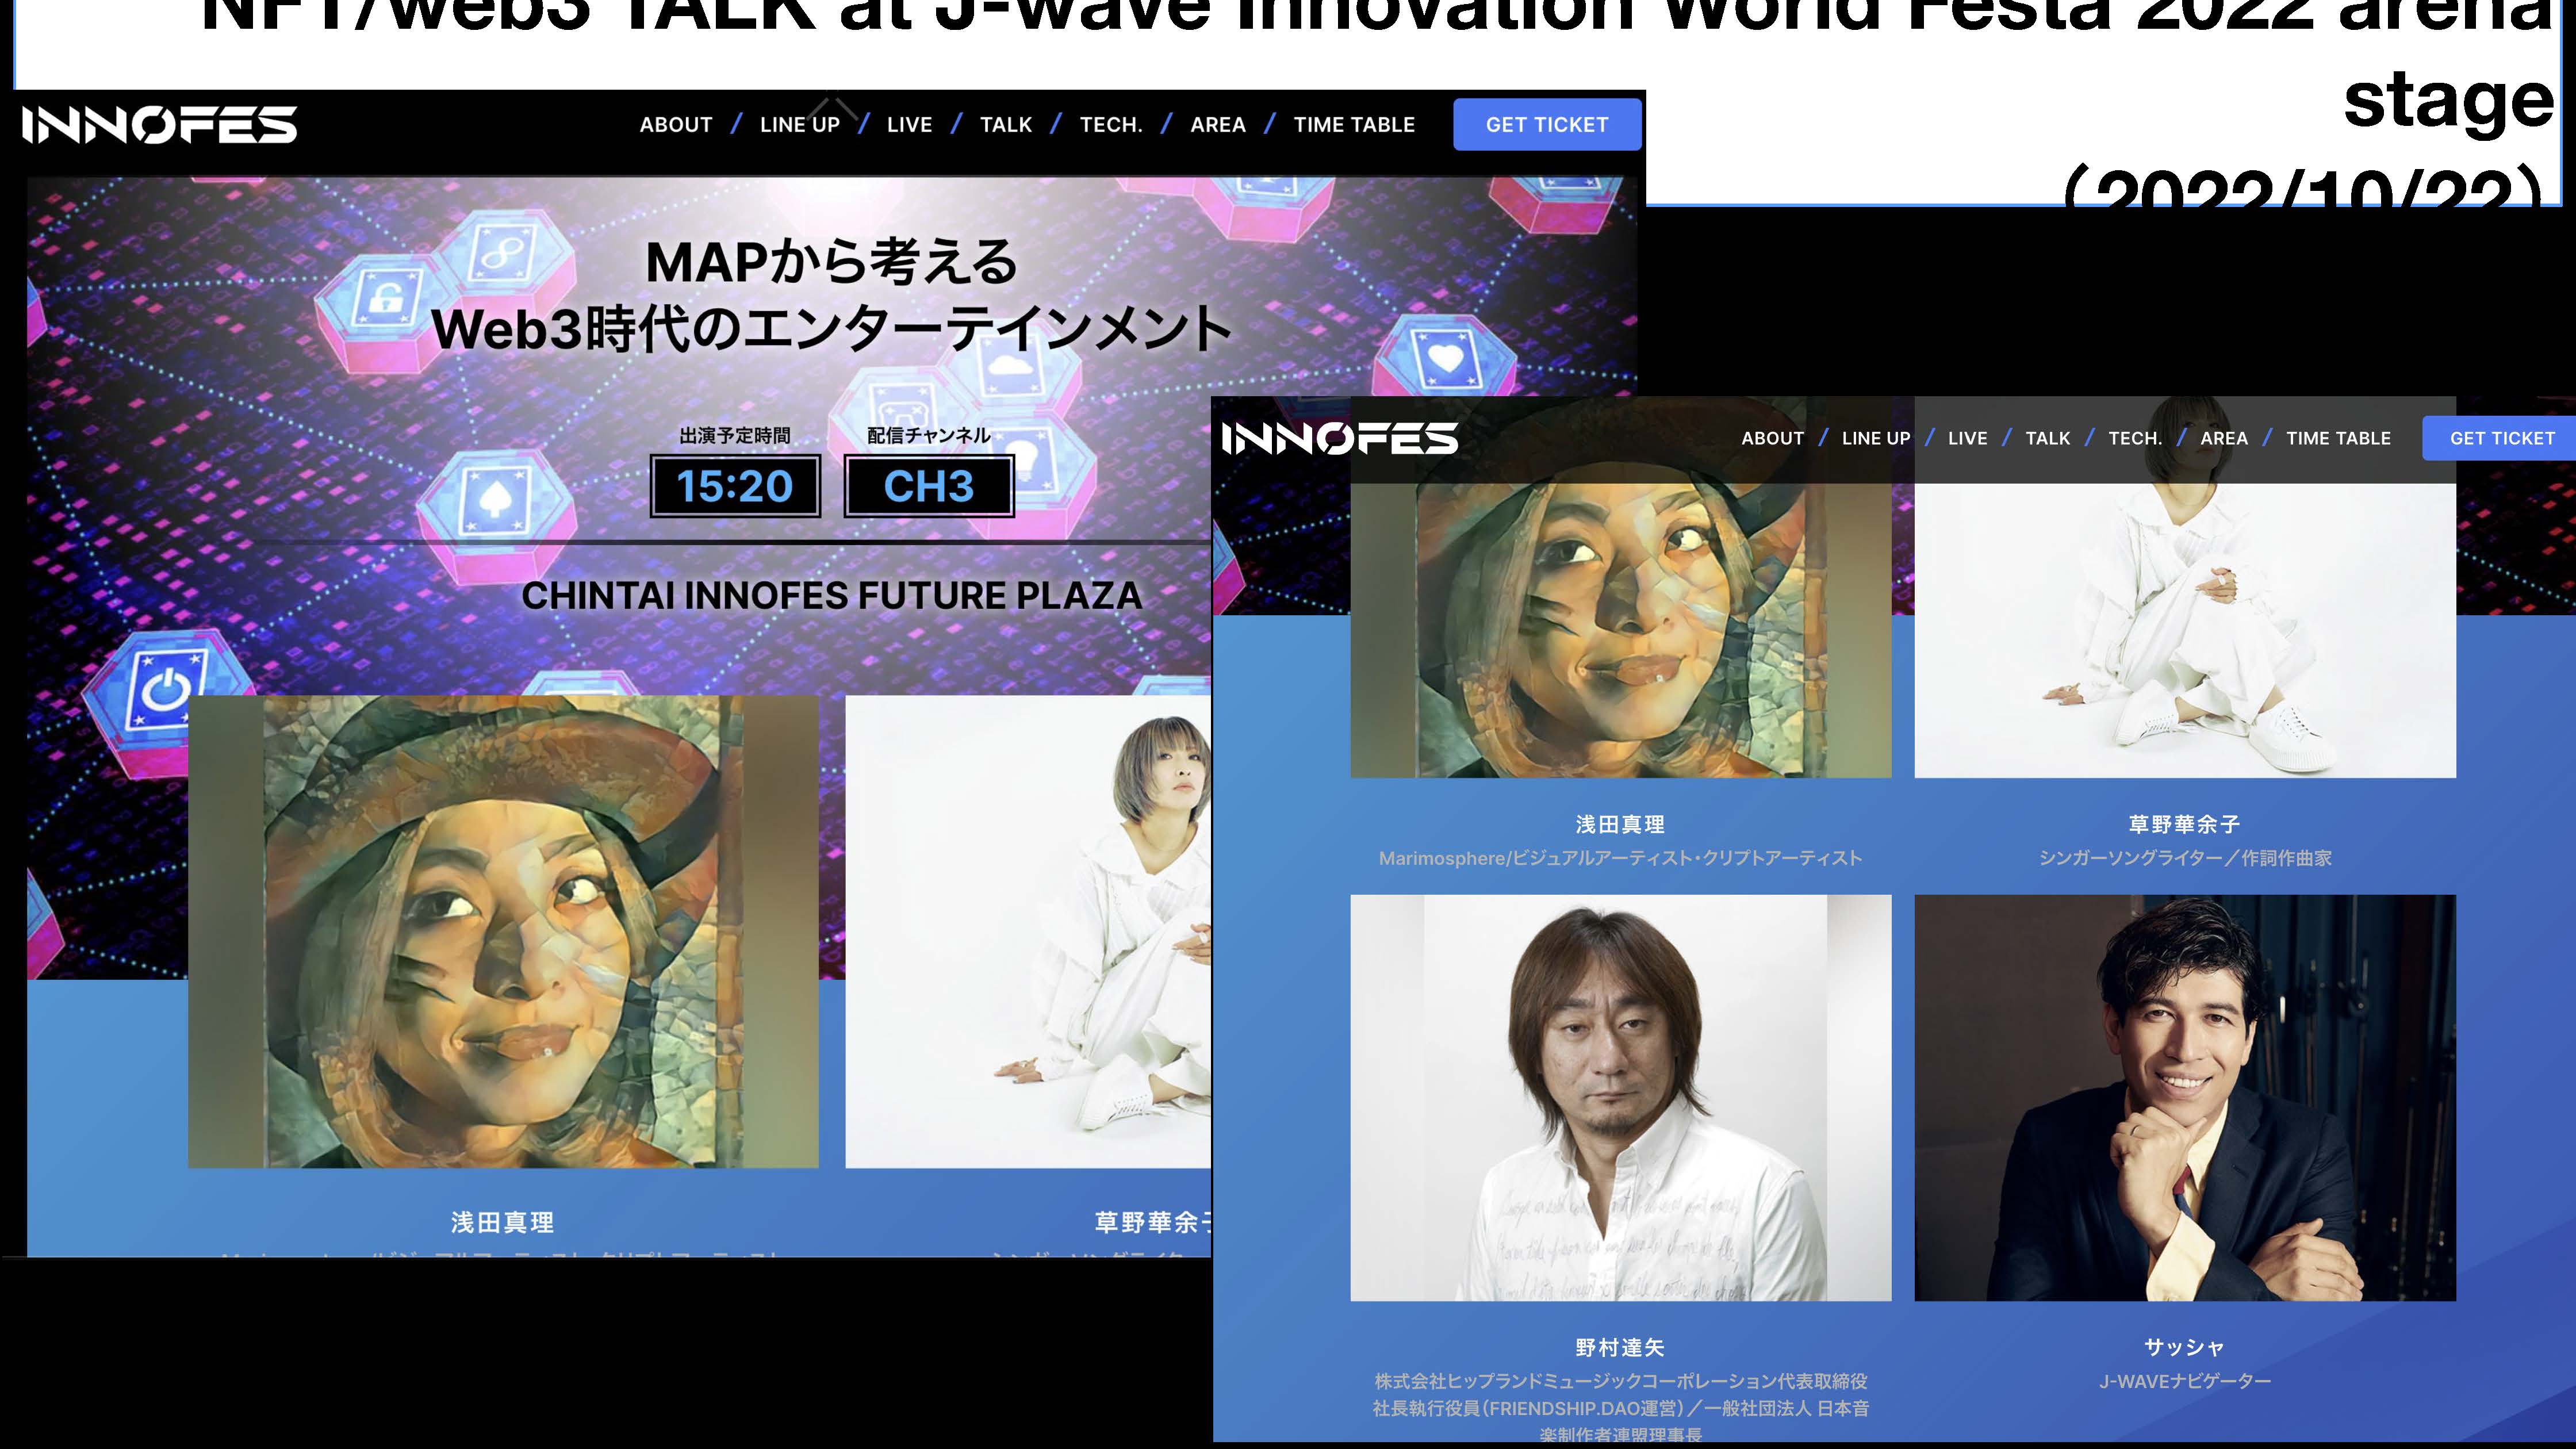 NFT/web3 TALK at J-wave Innovation World Festa 2022 arena
stage
（2022/10/22）
INNOFES
ABOUT / LINE UP / LIVE / TALK / TECH. / AREA / TIME TABLE
GET TICKET
MAPから考える
Web3時代のエンターテインメント
出演予定時間
配信チャンネル
15:20
CH3
CHINTAI INNOFES FUTURE PLAZA
浅田真理
草野華余子
INNOFES
ABOUT / LINE UP / LIVE / TALK / TECH. / AREA / TIME TABLE
GET TICKET
浅田真理
Marimosphere/ビジュアルアーティスト・クリプトアーティスト
草野華余子
シンガーソングライター／作詞作曲家
野村達矢
株式会社ヒップランドミュージックコーポレーション代表取締役
社長執行役員（FRIENDSHIP.DAO運営）／一般社団法人 日本音
楽制作者連盟理事長
サッシャ
J-WAVEナビゲーター